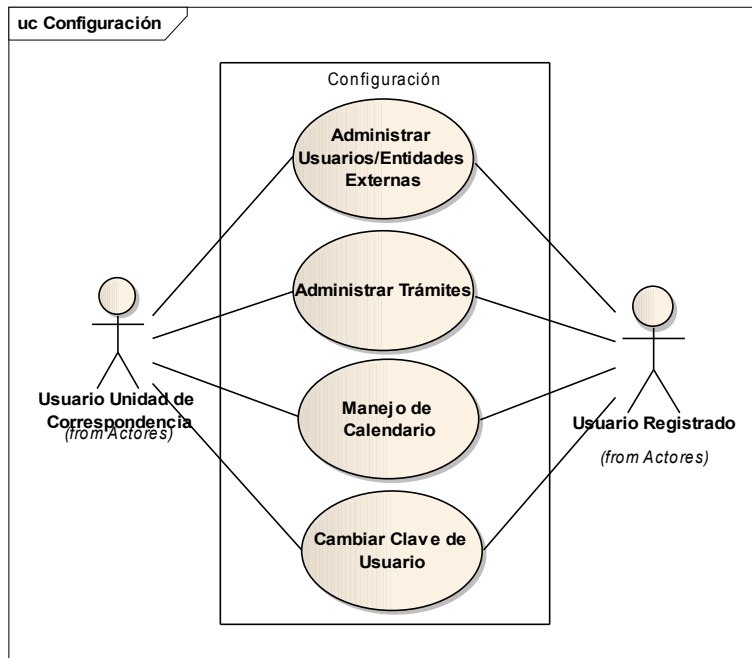 uc Configuración
Configuración
Administrar
Usuarios/Entidades
Externas
Administrar Trámites
Manejo de
Calendario
Cambiar Clave de
Usuario
Usuario Unidad de
Correspondencia
(from Actores)
Usuario Registrado
(from Actores)